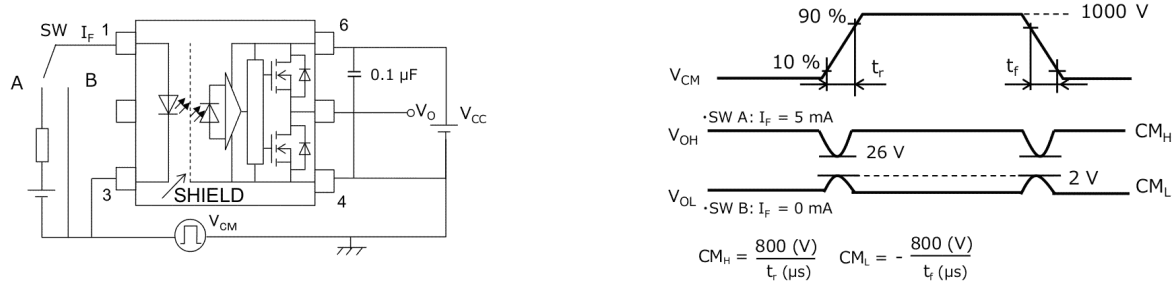 SW I_F 1
6
A
B
0.1 μF
V_O
V_CC
3
SHIELD
4
V_CM
90 %
1000 V
10 %
t_r
t_f
V_CM
・SW A: I_F = 5 mA
V_OH
CM_H
26 V
2 V
V_OL
CM_L
・SW B: I_F = 0 mA
CM_H = 800 (V) / t_r (μs) CM_L = - 800 (V) / t_f (μs)